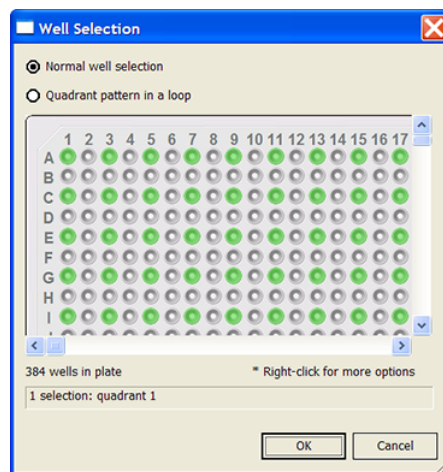 Well Selection
Normal well selection
Quadrant pattern in a loop
1 2 3 4 5 6 7 8 9 10 11 12 13 14 15 16 17
A
B
C
D
E
F
G
H
I
384 wells in plate
* Right-click for more options
1 selection: quadrant 1
OK
Cancel